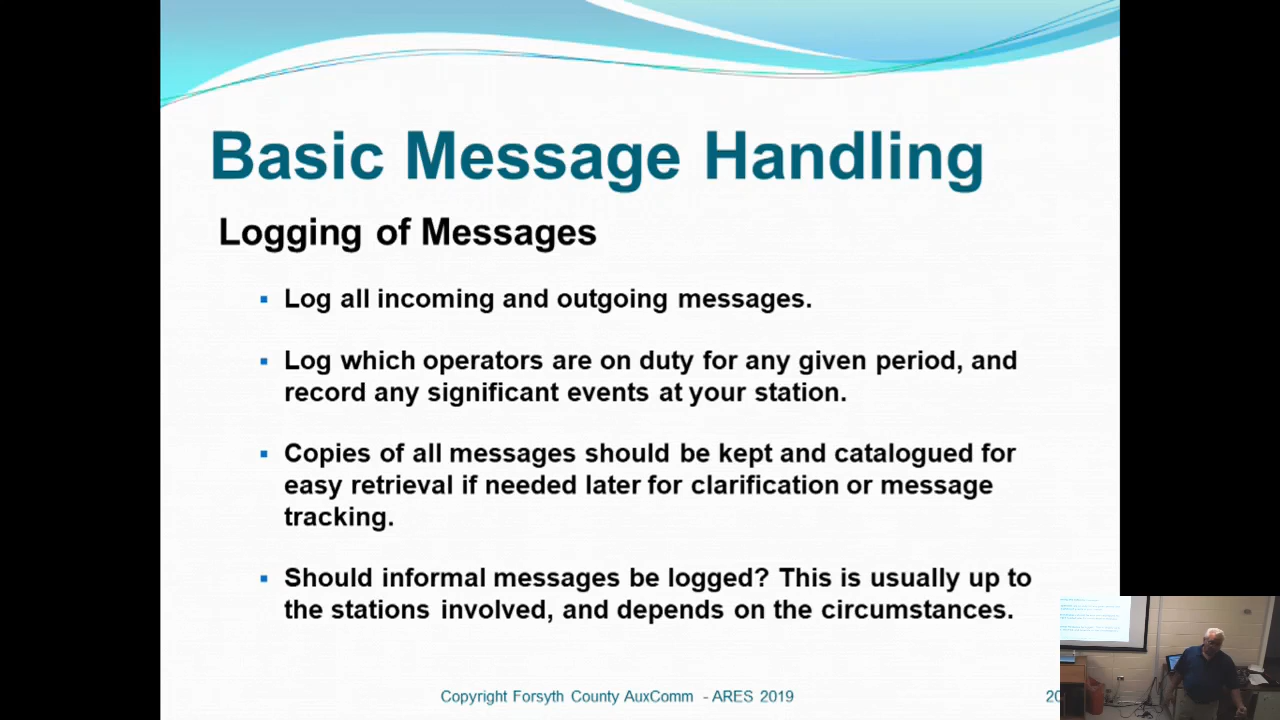 Basic Message Handling
Logging of Messages
▪ Log all incoming and outgoing messages.
▪ Log which operators are on duty for any given period, and
record any significant events at your station.
▪ Copies of all messages should be kept and catalogued for
easy retrieval if needed later for clarification or message
tracking.
▪ Should informal messages be logged? This is usually up to
the stations involved, and depends on the circumstances.
Copyright Forsyth County AuxComm - ARES 2019
20